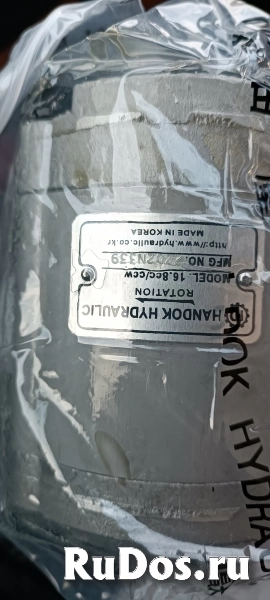 HANDOK HYDRAULIC
ROTATION
MODEL. 16.8cc/ccw
MFG NO.
http://www.hydraulic.co.kr
MADE IN KOREA
DOK HYDRA
RuDos.ru